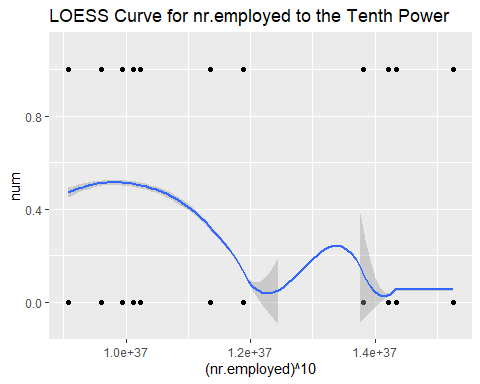 LOESS Curve for nr.employed to the Tenth Power
0.8
0.4
0.0
num
1.0e+37 1.2e+37 1.4e+37
(nr.employed)^10